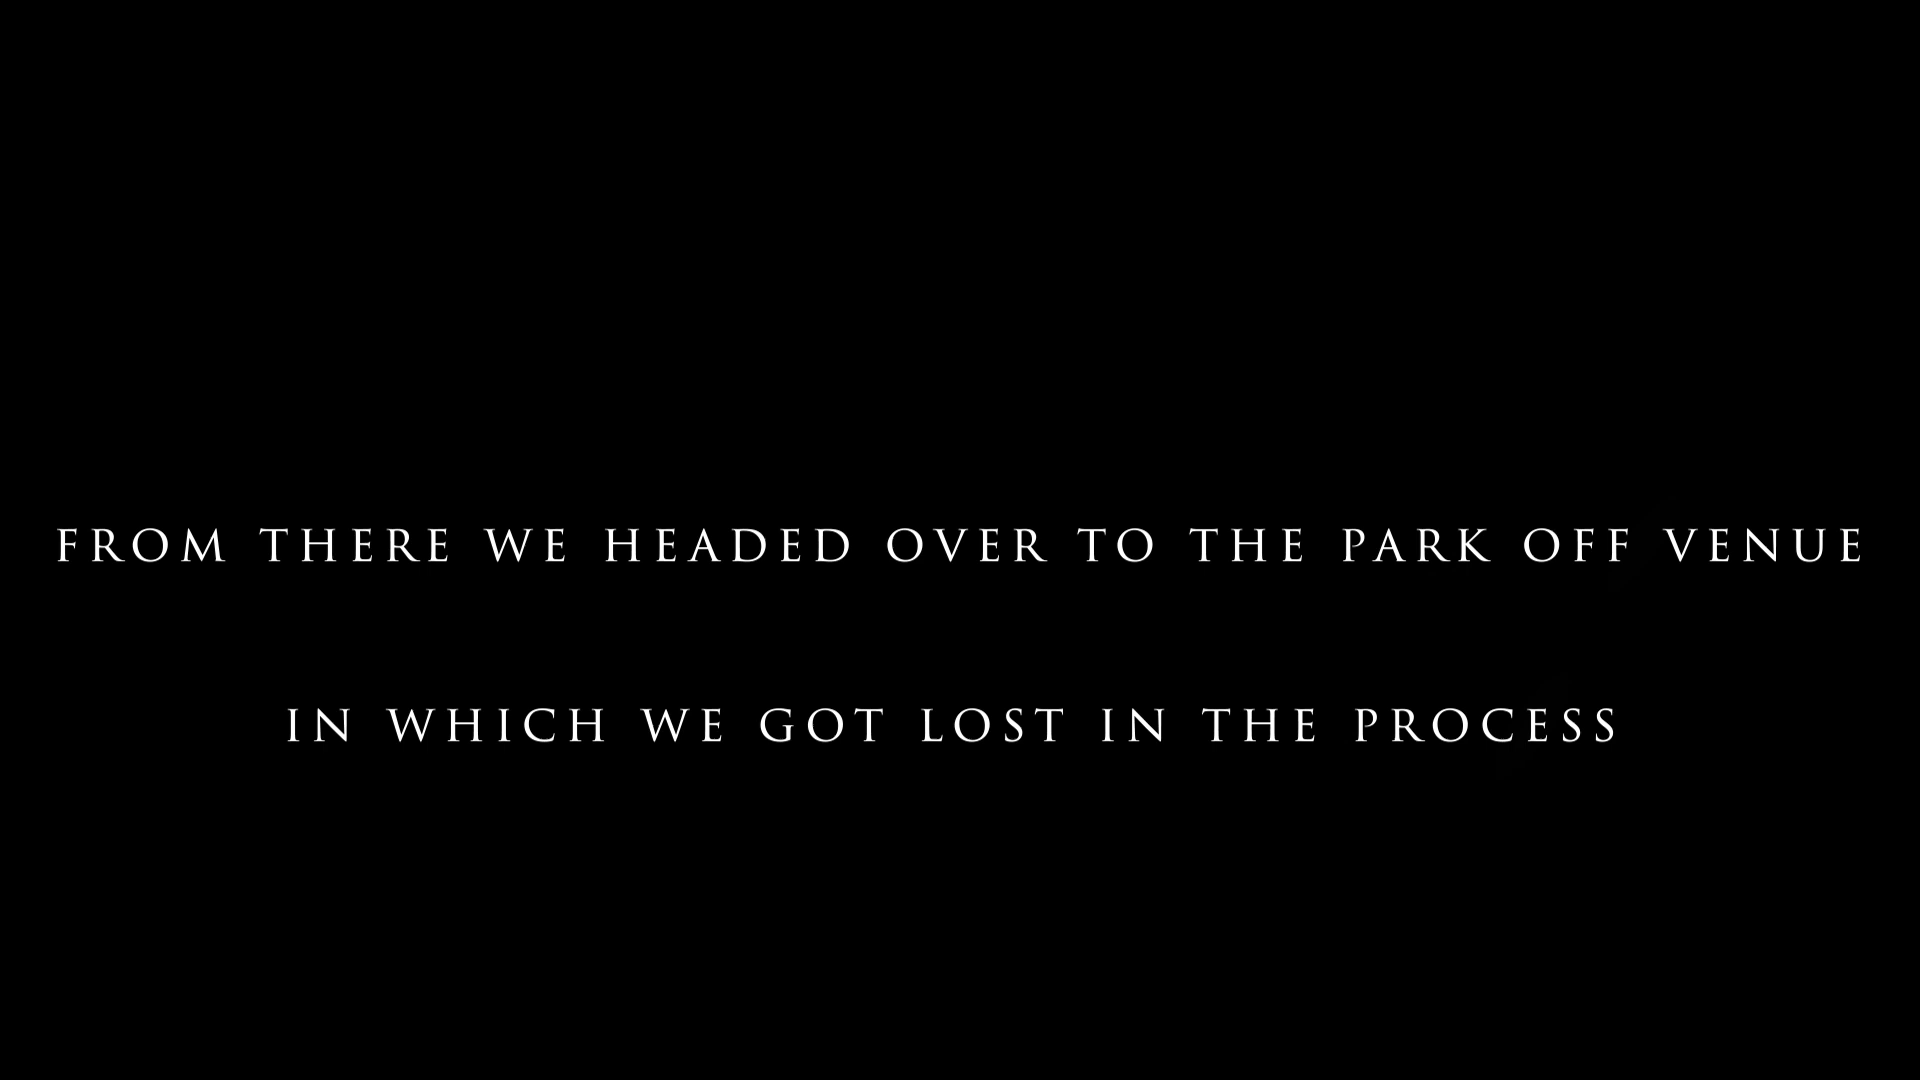 FROM THERE WE HEADED OVER TO THE PARK OFF VENUE
IN WHICH WE GOT LOST IN THE PROCESS